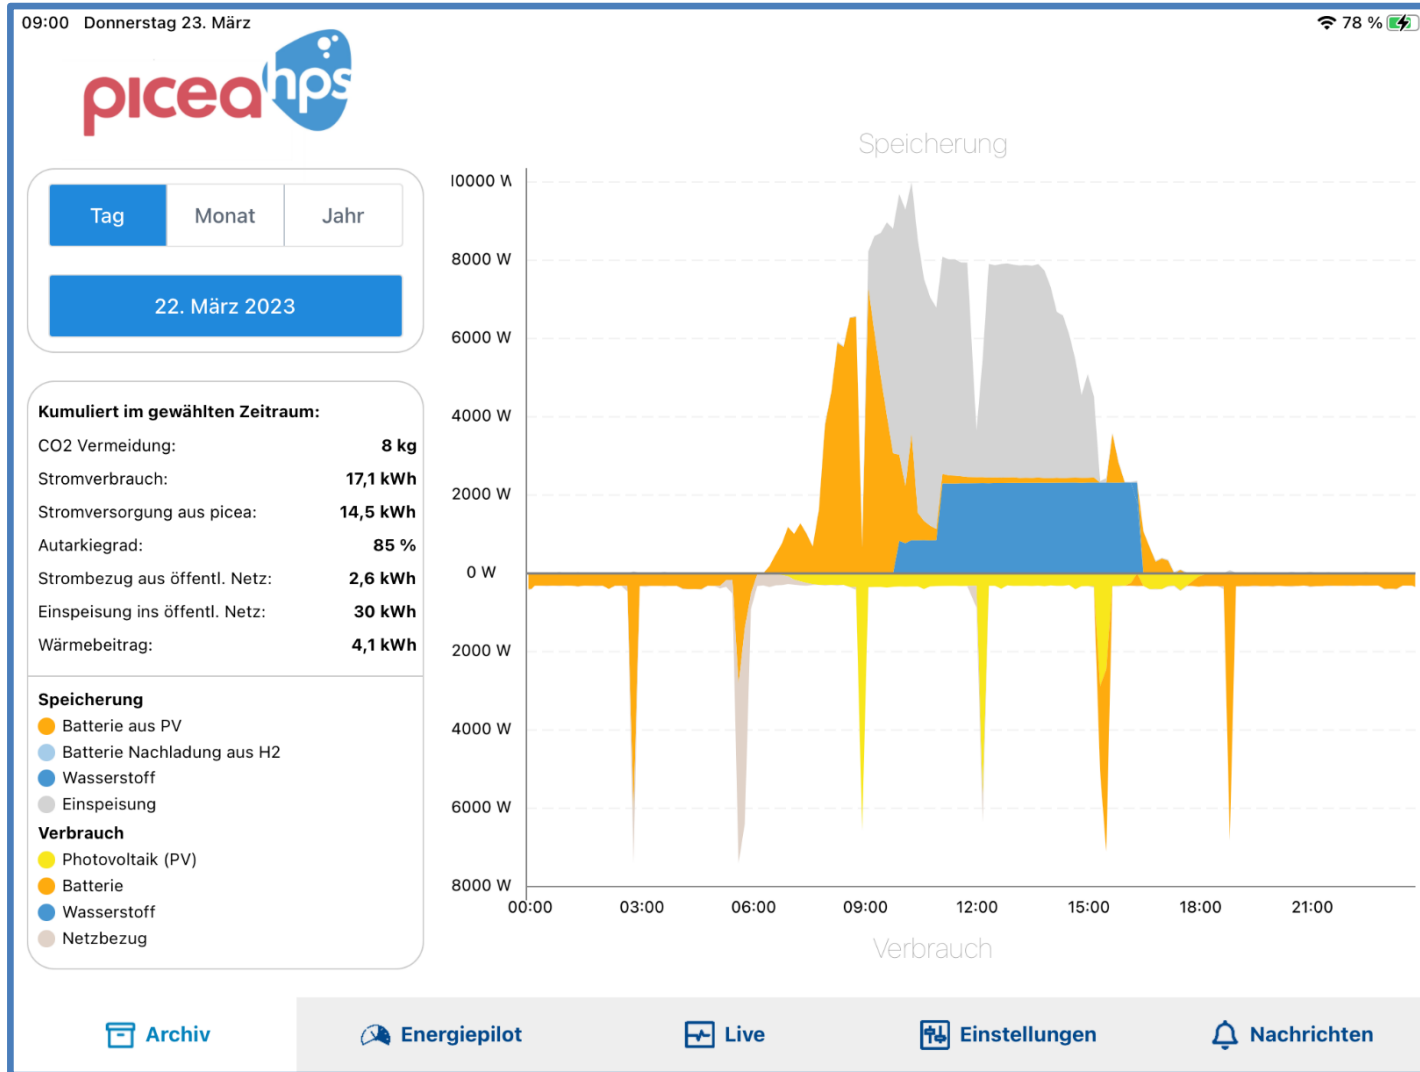 09:00 Donnerstag 23. März
78 %
picea hps
Tag
Monat
Jahr
22. März 2023
Kumuliert im gewählten Zeitraum:
CO2 Vermeidung: 8 kg
Stromverbrauch: 17,1 kWh
Stromversorgung aus picea: 14,5 kWh
Autarkiegrad: 85 %
Strombezug aus öffentl. Netz: 2,6 kWh
Einspeisung ins öffentl. Netz: 30 kWh
Wärmebeitrag: 4,1 kWh
Speicherung
Batterie aus PV
Batterie Nachladung aus H2
Wasserstoff
Einspeisung
Verbrauch
Photovoltaik (PV)
Batterie
Wasserstoff
Netzbezug
Speicherung
10000 W
8000 W
6000 W
4000 W
2000 W
0 W
2000 W
4000 W
6000 W
8000 W
00:00 03:00 06:00 09:00 12:00 15:00 18:00 21:00
Verbrauch
Archiv
Energiepilot
Live
Einstellungen
Nachrichten